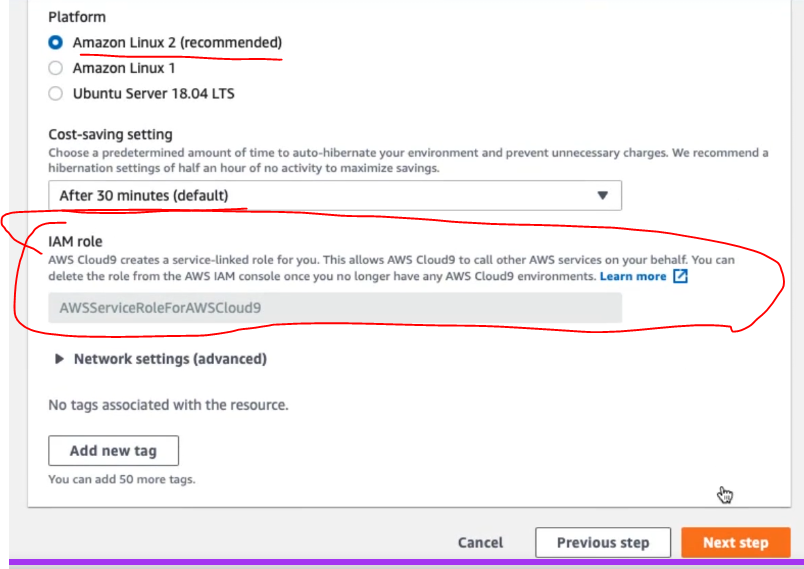 Platform
Amazon Linux 2 (recommended)
Amazon Linux 1
Ubuntu Server 18.04 LTS
Cost-saving setting
Choose a predetermined amount of time to auto-hibernate your environment and prevent unnecessary charges. We recommend a
hibernation settings of half an hour of no activity to maximize savings.
After 30 minutes (default)
IAM role
AWS Cloud9 creates a service-linked role for you. This allows AWS Cloud9 to call other AWS services on your behalf. You can
delete the role from the AWS IAM console once you no longer have any AWS Cloud9 environments. Learn more
AWSServiceRoleForAWSCloud9
Network settings (advanced)
No tags associated with the resource.
Add new tag
You can add 50 more tags.
Cancel Previous step Next step